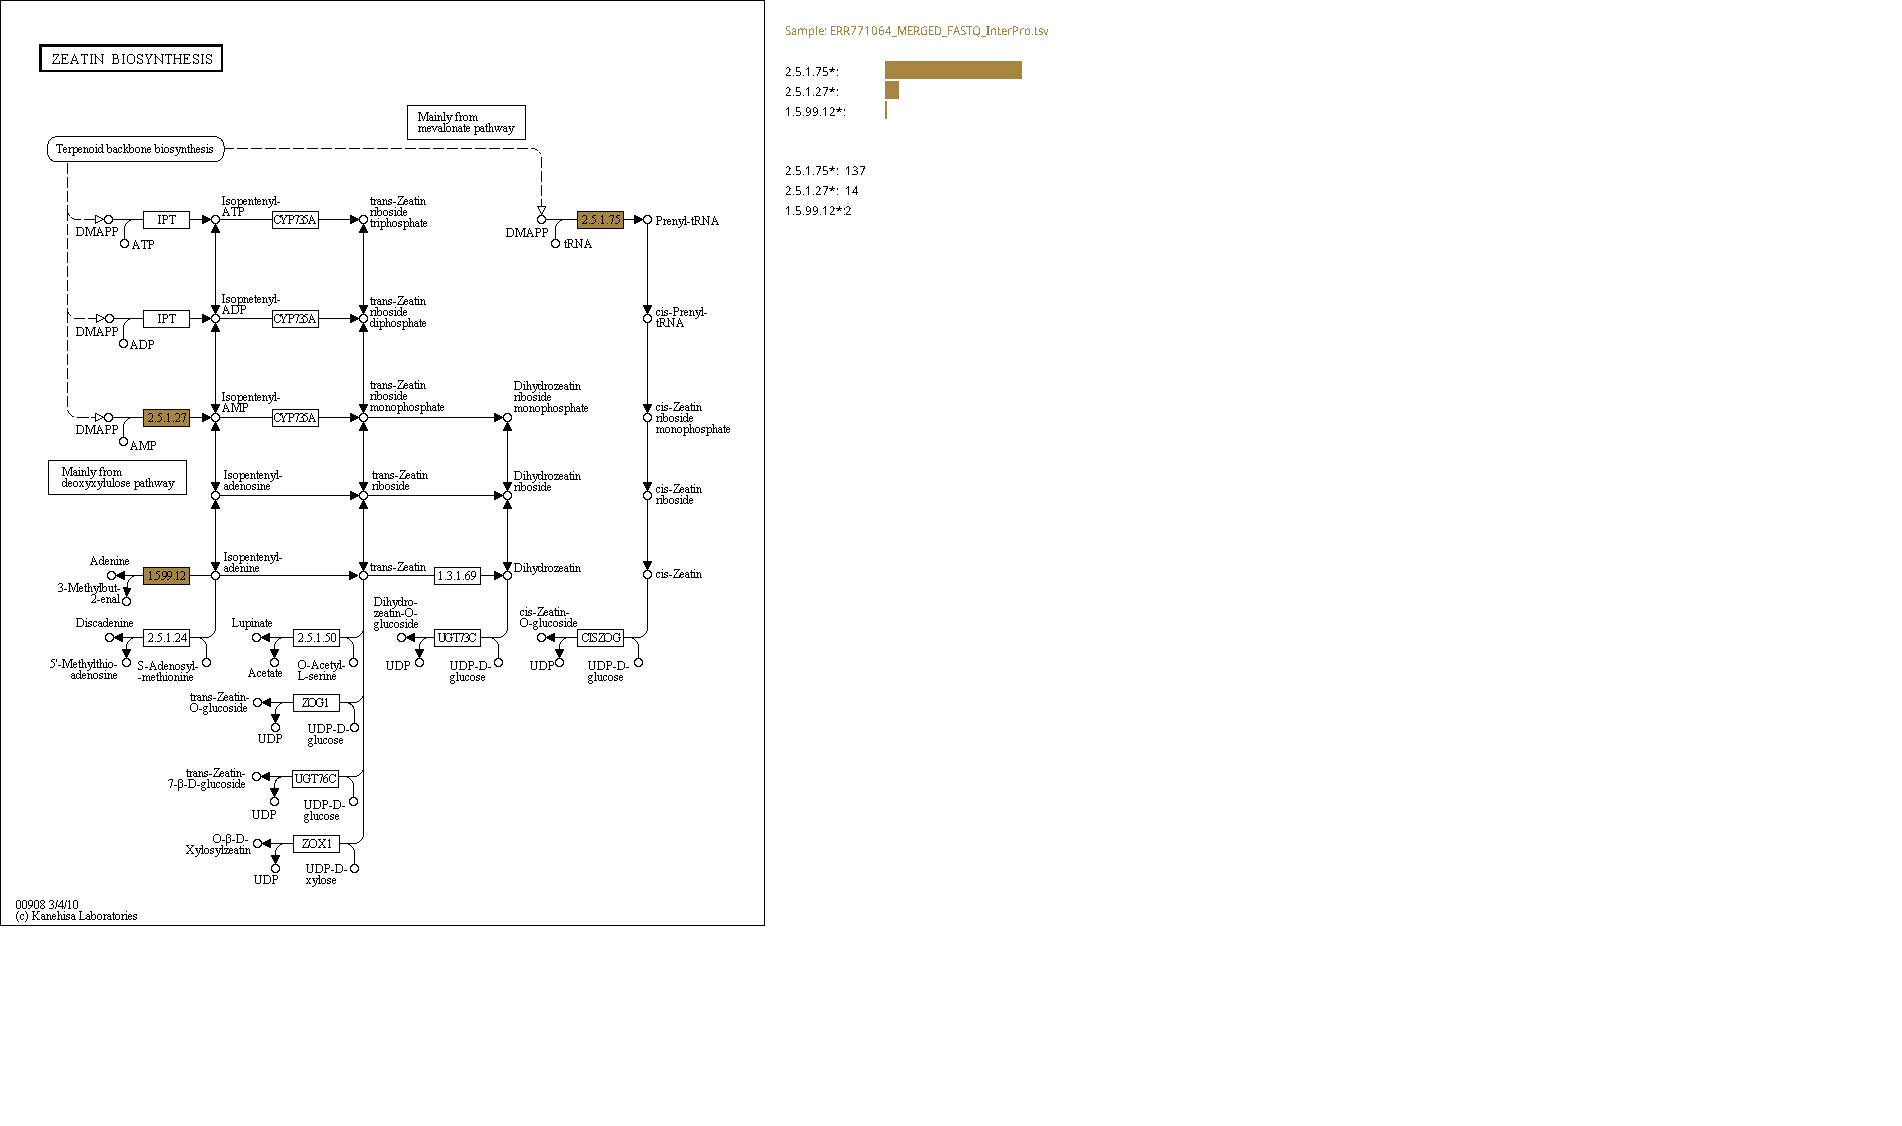 ZEATIN BIOSYNTHESIS
Sample: ERR771064_MERGED_FASTQ_InterPro.tsv
2.5.1.75*:
2.5.1.27*:
1.5.99.12*:
2.5.1.75*: 137
2.5.1.27*: 14
1.5.99.12*:2
Mainly from
mevalonate pathway
Terpenoid backbone biosynthesis
Isopentenyl-
ATP
trans-Zeatin
riboside
triphosphate
IPT
CYP735A
2.5.1.75
Prenyl-tRNA
DMAPP
ATP
DMAPP
tRNA
Isopnetenyl-
ADP
trans-Zeatin
riboside
diphosphate
cis-Prenyl-
tRNA
IPT
CYP735A
DMAPP
ADP
Isopentenyl-
AMP
trans-Zeatin
riboside
monophosphate
Dihydrozeatin
riboside
monophosphate
cis-Zeatin
riboside
monophosphate
2.5.1.27
CYP735A
DMAPP
AMP
Mainly from
deoxyxylulose pathway
Isopentenyl-
adenosine
trans-Zeatin
riboside
Dihydrozeatin
riboside
cis-Zeatin
riboside
Adenine
1.5.99.12
Isopentenyl-
adenine
trans-Zeatin
1.3.1.69
Dihydrozeatin
cis-Zeatin
3-Methylbut-
2-enal
Discadenine
2.5.1.24
5'-Methylthio-
adenosine
S-Adenosyl-
-methionine
Lupinate
2.5.1.50
Acetate
O-Acetyl-
L-serine
Dihydro-
zeatin-O-
glucoside
UGT73C
UDP
UDP-D-
glucose
cis-Zeatin-
O-glucoside
CISZOG
UDP
UDP-D-
glucose
trans-Zeatin-
O-glucoside
ZOG1
UDP
UDP-D-
glucose
trans-Zeatin-
7-β-D-glucoside
UGT76C
UDP
UDP-D-
glucose
O-β-D-
Xylosylzeatin
ZOX1
UDP
UDP-D-
xylose
00908 3/4/10
(c) Kanehisa Laboratories